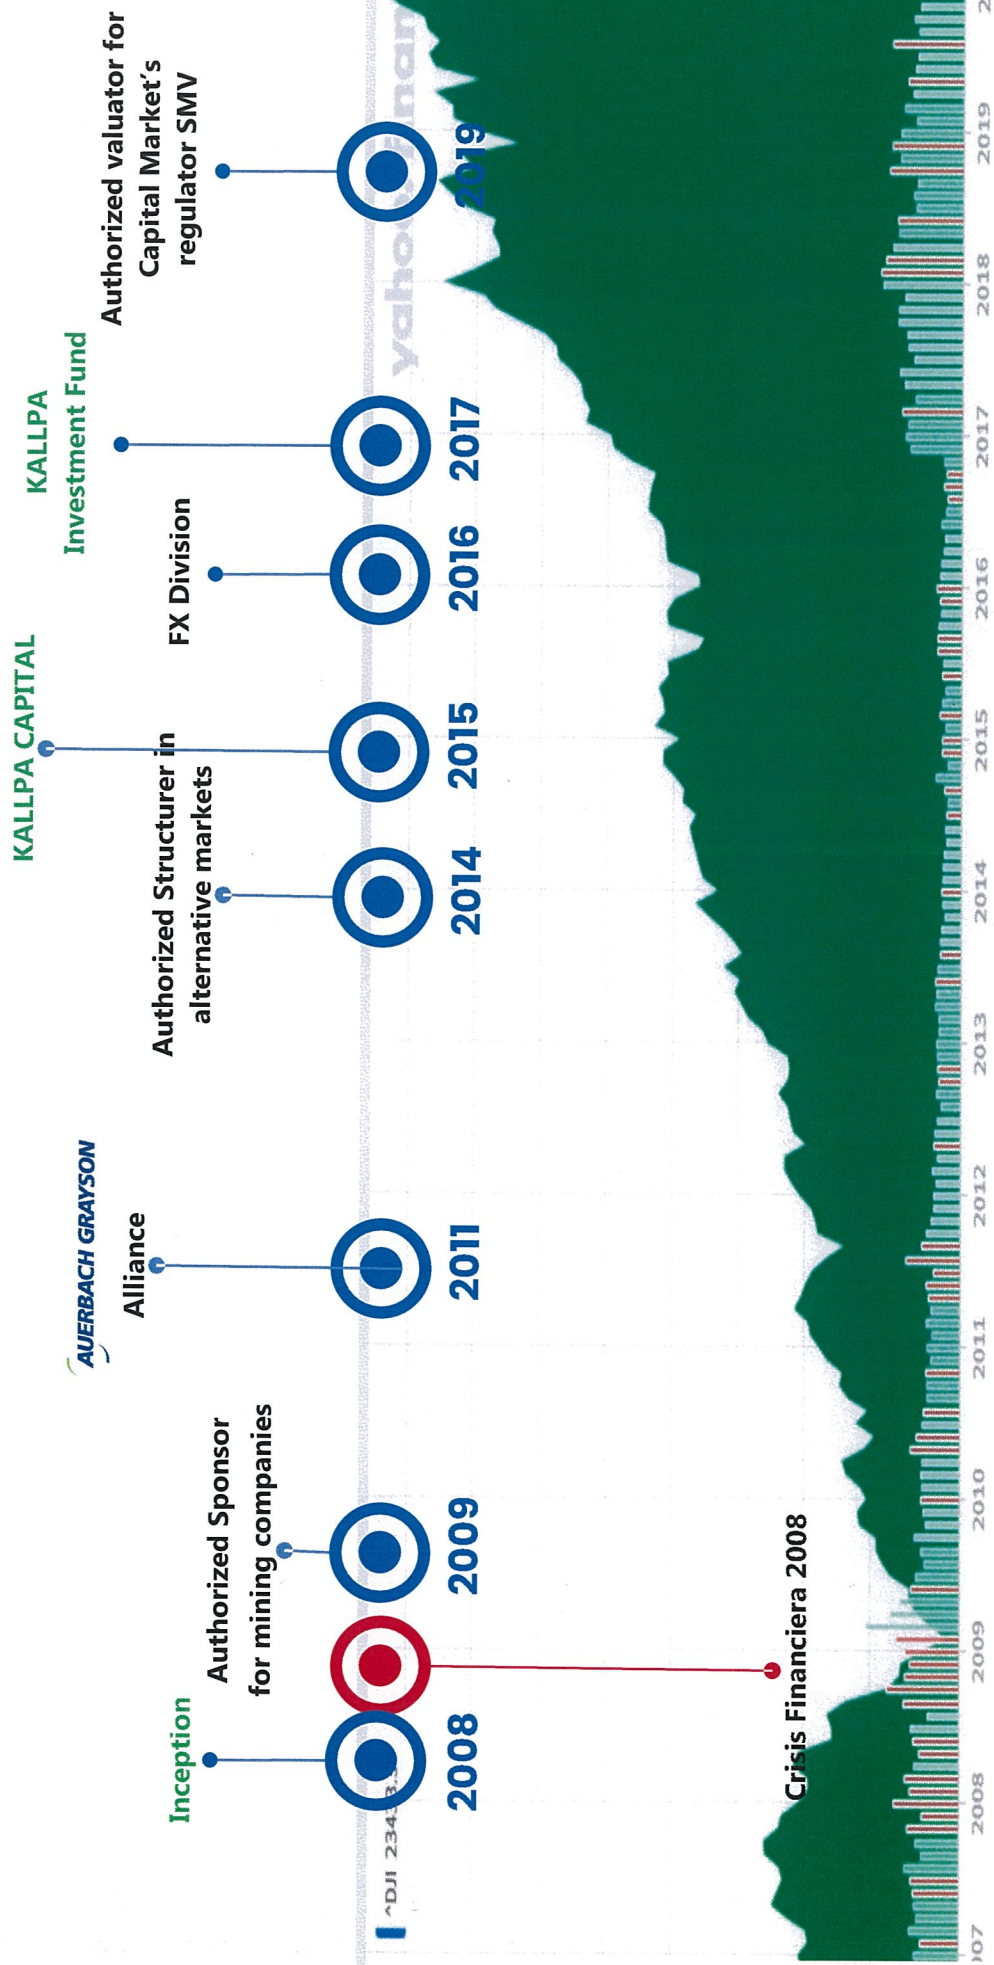 KALLPA CAPITAL
KALLPA
Investment Fund
AUERBACH GRAYSON
Alliance
Inception
Authorized Sponsor
for mining companies
Authorized Structurer in
alternative markets
FX Division
Authorized valuator for
Capital Market's
regulator SMV
^DJI
yahoo
2008
2009
2011
2014
2015
2016
2017
2019
Crisis Financiera 2008
07
2008
2009
2010
2011
2012
2013
2014
2015
2016
2017
2018
2019